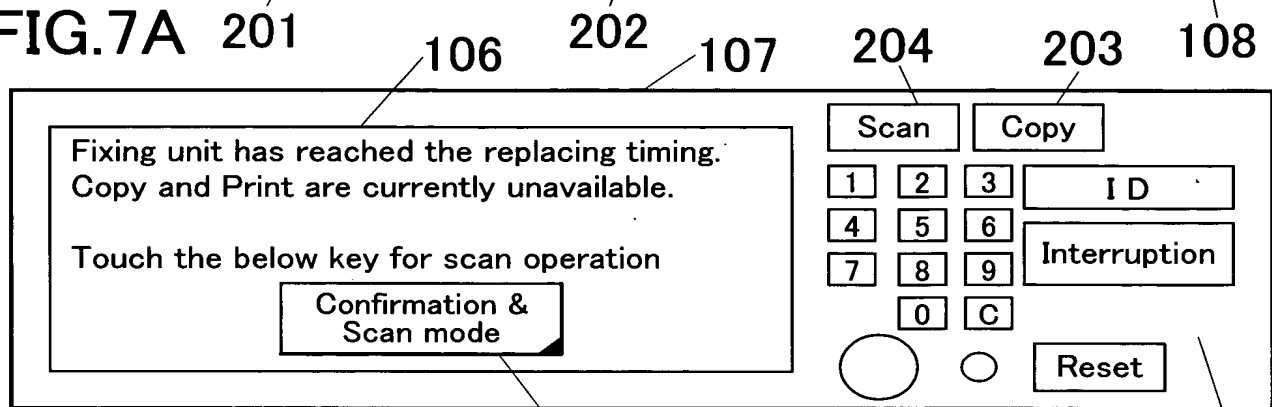 FIG.7A 201 202 108
106 107 204 203
Scan Copy
Fixing unit has reached the replacing timing.
Copy and Print are currently unavailable.
1 2 3 ID
4 5 6 Interruption
Touch the below key for scan operation
7 8 9
Confirmation &
Scan mode
0 C
Reset